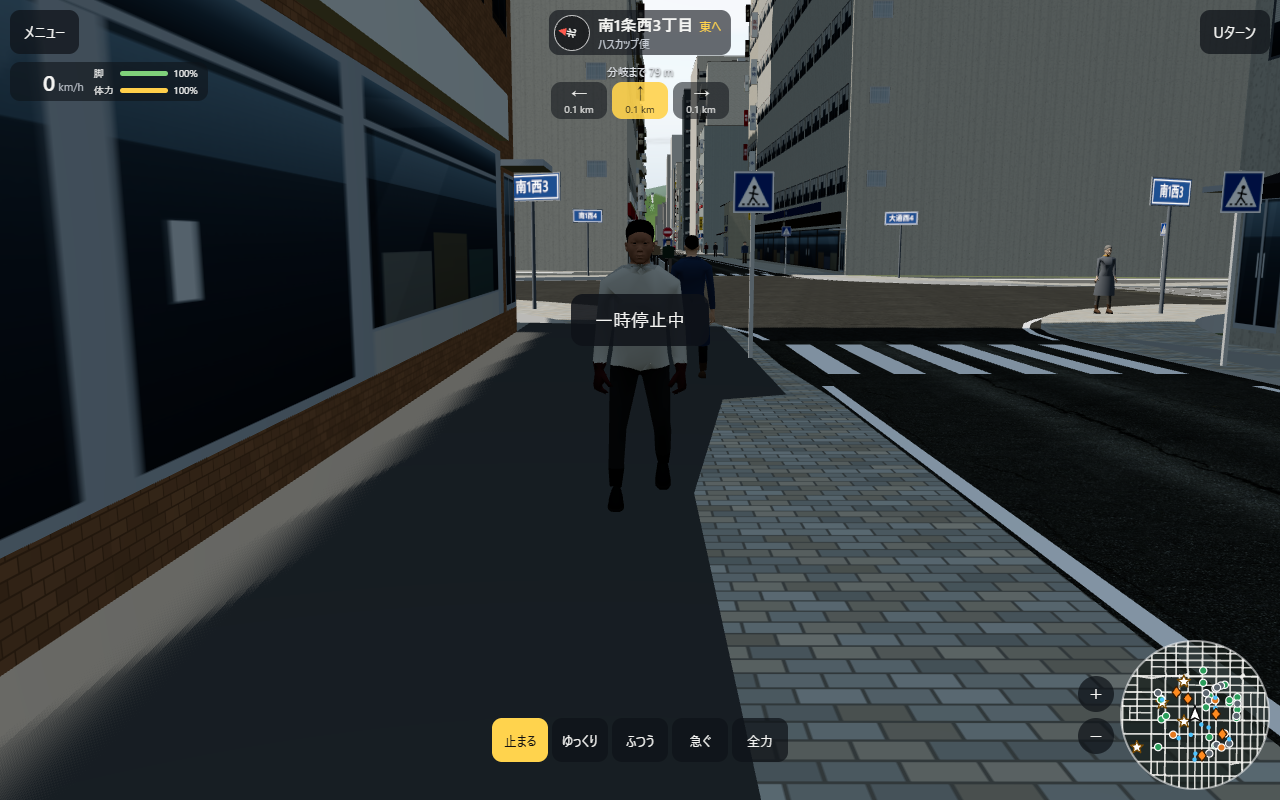 メニュー
0 km/h
脚 100%
体力 100%
南1条西3丁目 東へ
ハスカップ便
分岐まで 79 m
← 0.1 km
↑ 0.1 km
→ 0.1 km
Uターン
南1西3
南1西4
大通西4
南1西3
一時停止中
止まる
ゆっくり
ふつう
急ぐ
全力
+
−